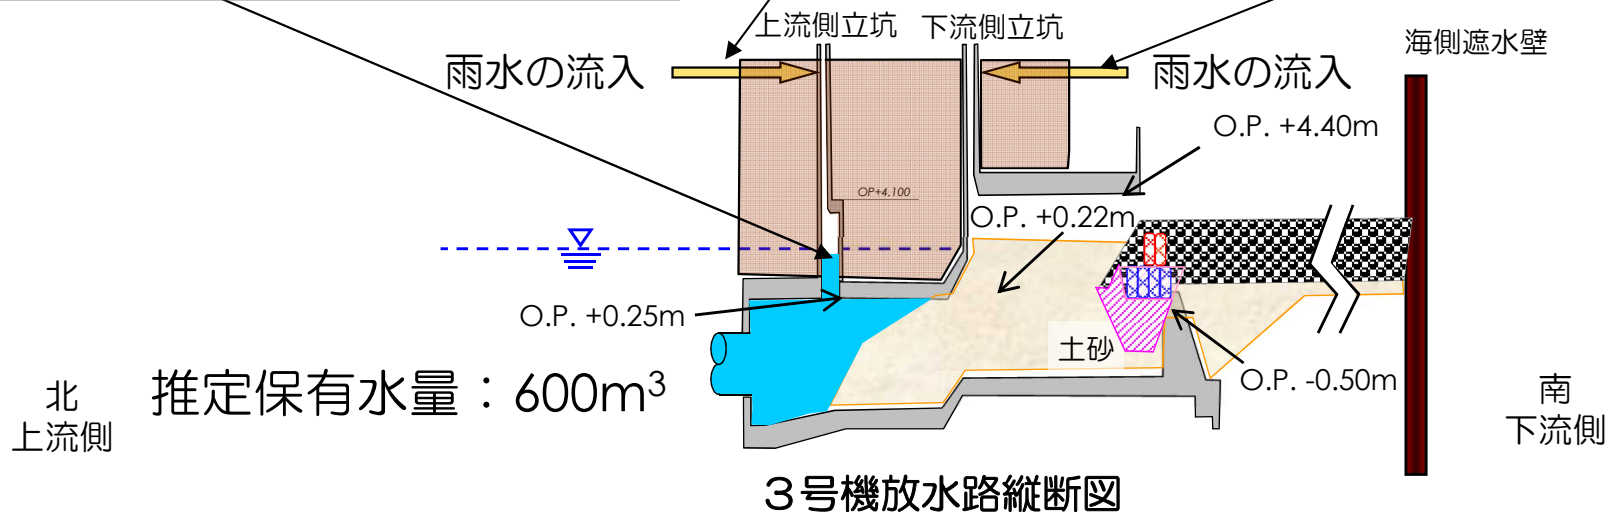 上流側立坑 下流側立坑
海側遮水壁
雨水の流入 雨水の流入
O.P. +4.40m
OP+4.100
O.P. +0.22m
O.P. +0.25m
土砂
O.P. -0.50m
推定保有水量：600m³
北
上流側
南
下流側
３号機放水路縦断図